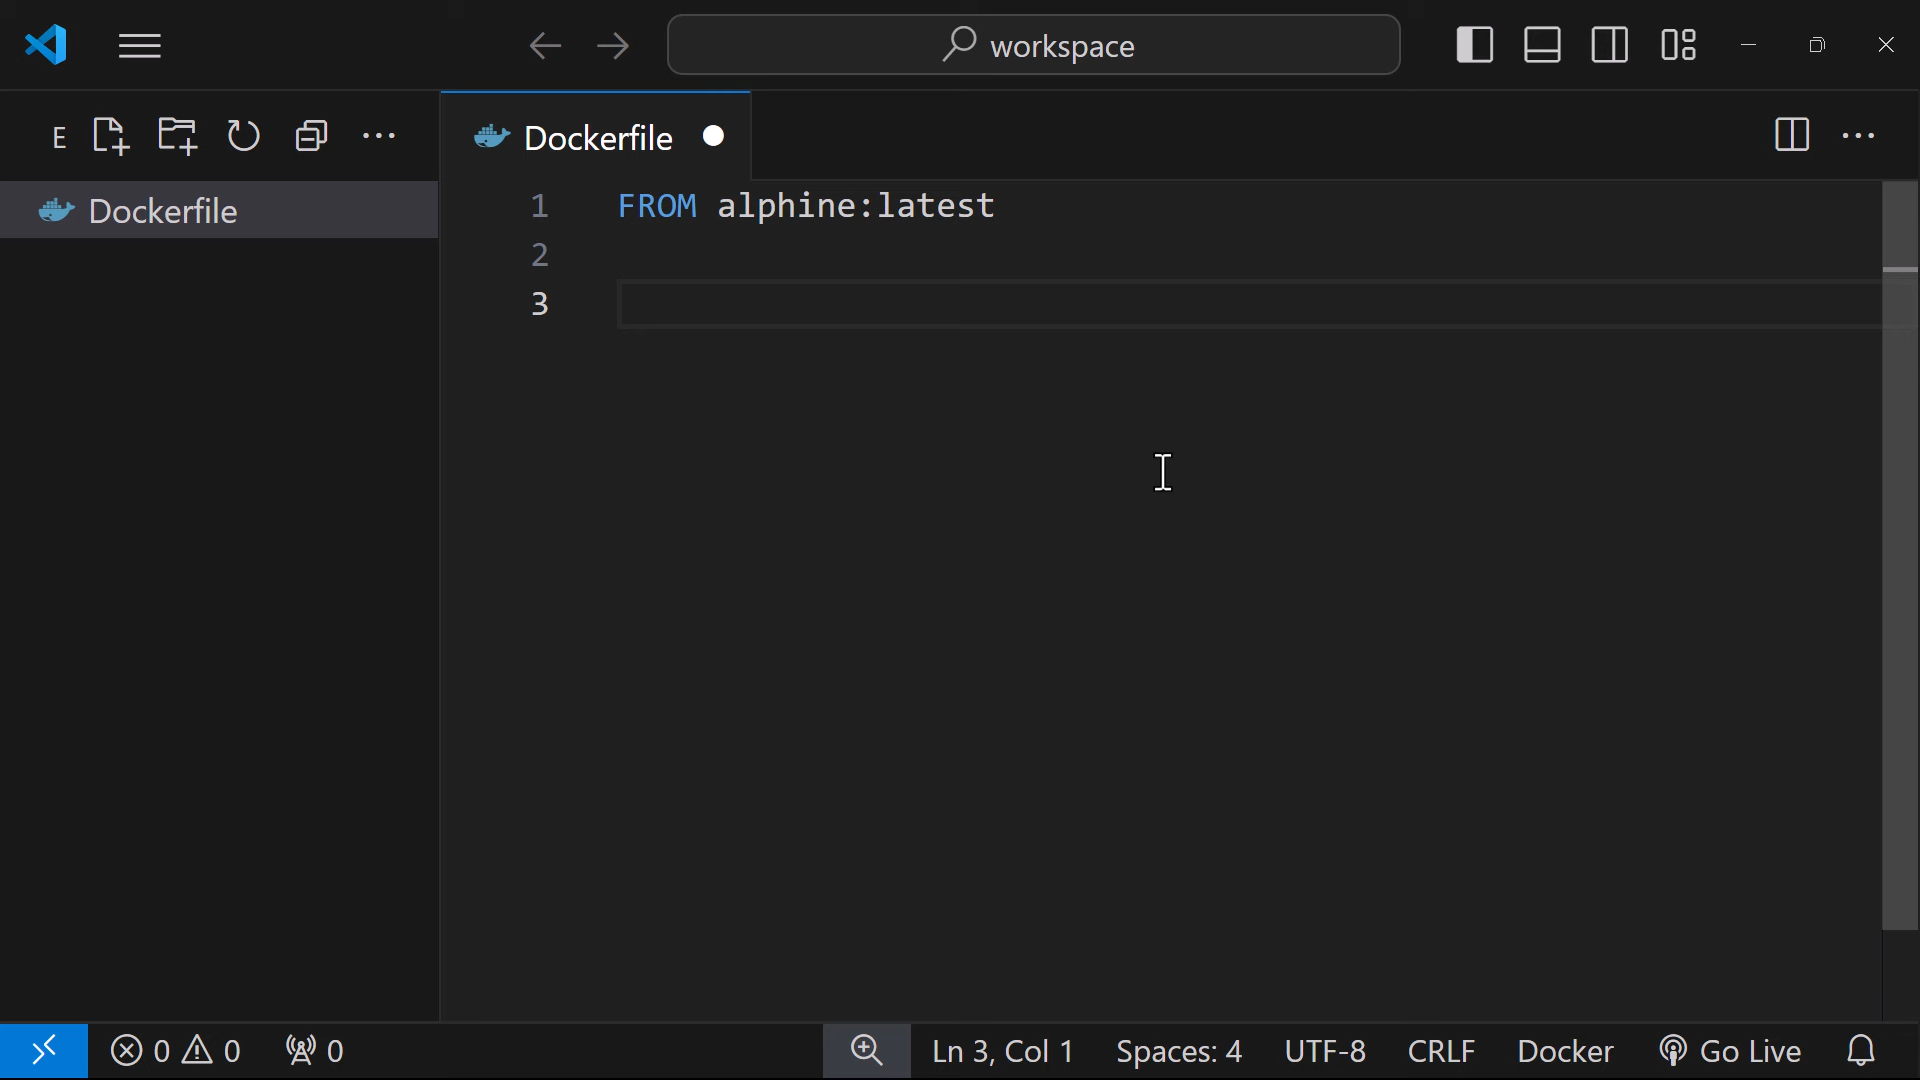 workspace
E
Dockerfile
Dockerfile
1 FROM alphine:latest
2
3
0 0 0 Ln 3, Col 1 Spaces: 4 UTF-8 CRLF Docker Go Live